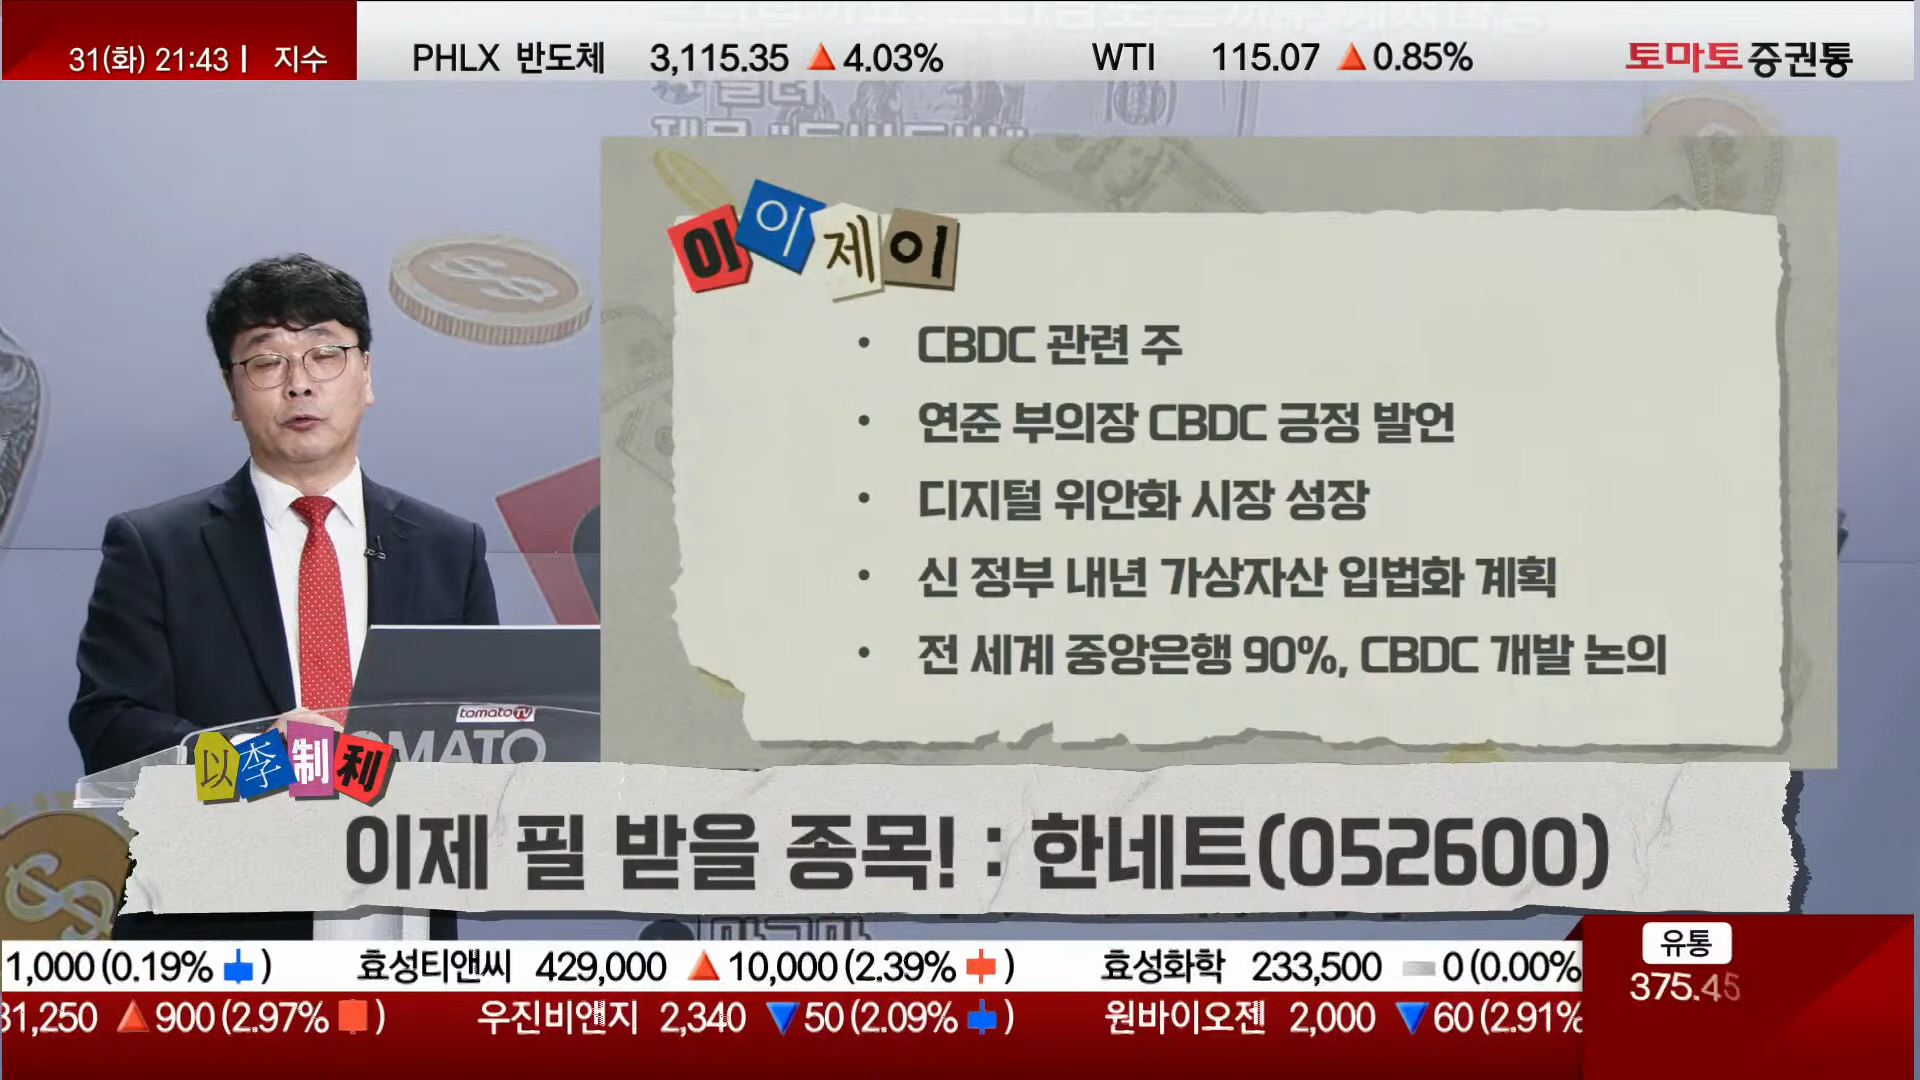 31(화) 21:43 지수 PHLX 반도체 3,115.35 ▲4.03% WTI 115.07 ▲0.85% 토마토증권통
이이제이
• CBDC 관련 주
• 연준 부의장 CBDC 긍정 발언
• 디지털 위안화 시장 성장
• 신 정부 내년 가상자산 입법화 계획
• 전 세계 중앙은행 90%, CBDC 개발 논의
tomatoTV
以李制利
이제 필 받을 종목! : 한네트(052600)
유통
375.45
1,000(0.19%) 효성티앤씨 429,000 ▲10,000(2.39%) 효성화학 233,500 0(0.00%
31,250 ▲900(2.97%) 우진비앤지 2,340 ▼50(2.09%) 원바이오젠 2,000 ▼60(2.91%